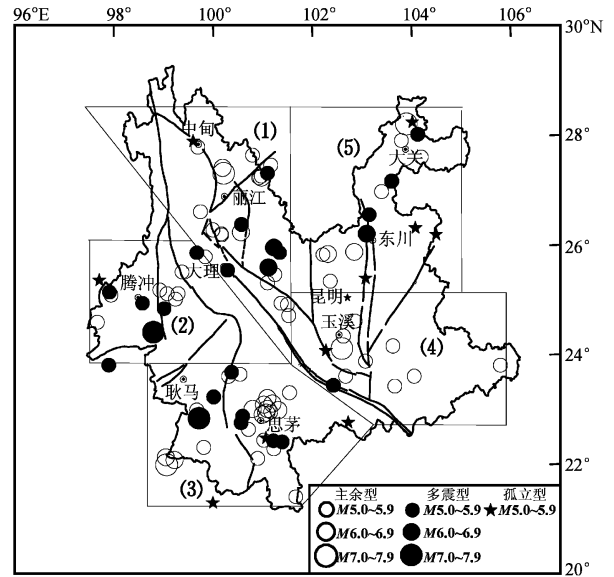 96°E 98° 100° 102° 104° 106°
30°N
28°
26°
24°
22°
20°
(1)
(5)
中甸
大关
丽江
东川
大理
腾冲
昆明
玉溪
(2)
(4)
耿马
思茅
(3)
主余型 多震型 孤立型
M5.0~5.9 M5.0~5.9 M5.0~5.9
M6.0~6.9 M6.0~6.9
M7.0~7.9 M7.0~7.9